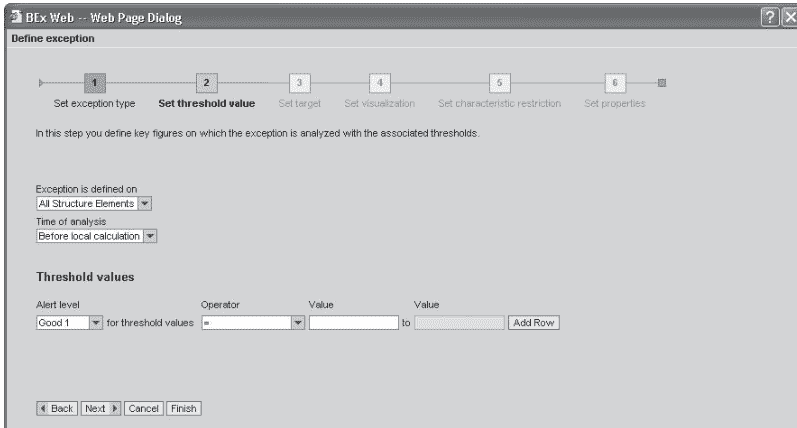 BEx Web -- Web Page Dialog
Define exception
1 2 3 4 5 6
Set exception type Set threshold value Set target Set visualization Set characteristic restriction Set properties
In this step you define key figures on which the exception is analyzed with the associated thresholds.
Exception is defined on
All Structure Elements
Time of analysis
Before local calculation
Threshold values
Alert level Operator Value Value
Good 1 for threshold values = to Add Row
Back Next Cancel Finish